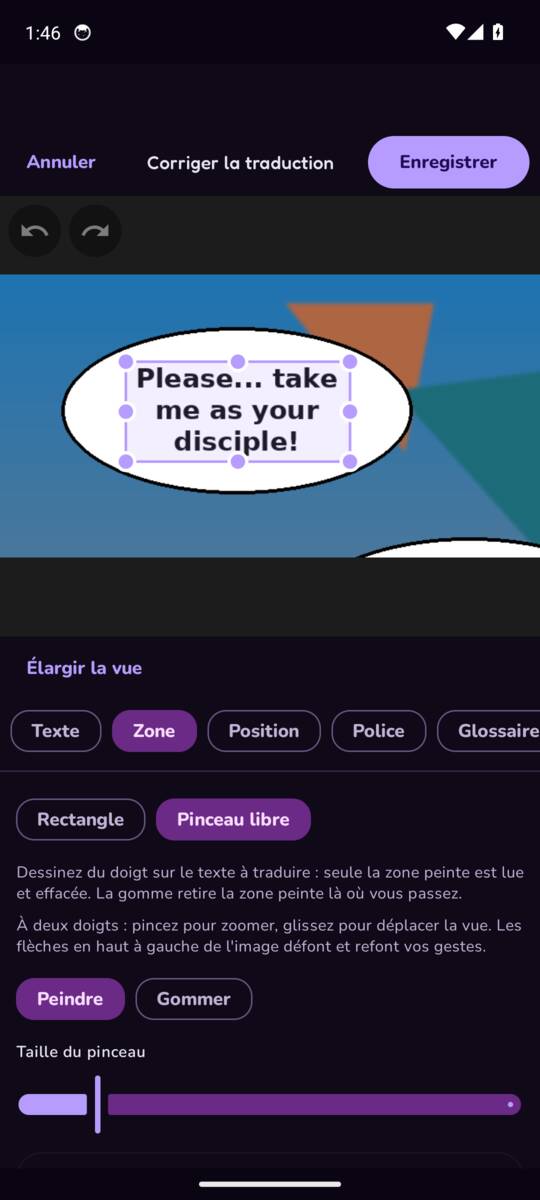 1:46
Annuler
Corriger la traduction
Enregistrer
Please... take
me as your
disciple!
Élargir la vue
Texte
Zone
Position
Police
Glossaire
Rectangle
Pinceau libre
Dessinez du doigt sur le texte à traduire : seule la zone peinte est lue
et effacée. La gomme retire la zone peinte là où vous passez.
À deux doigts : pincez pour zoomer, glissez pour déplacer la vue. Les
flèches en haut à gauche de l'image défont et refont vos gestes.
Peindre
Gommer
Taille du pinceau